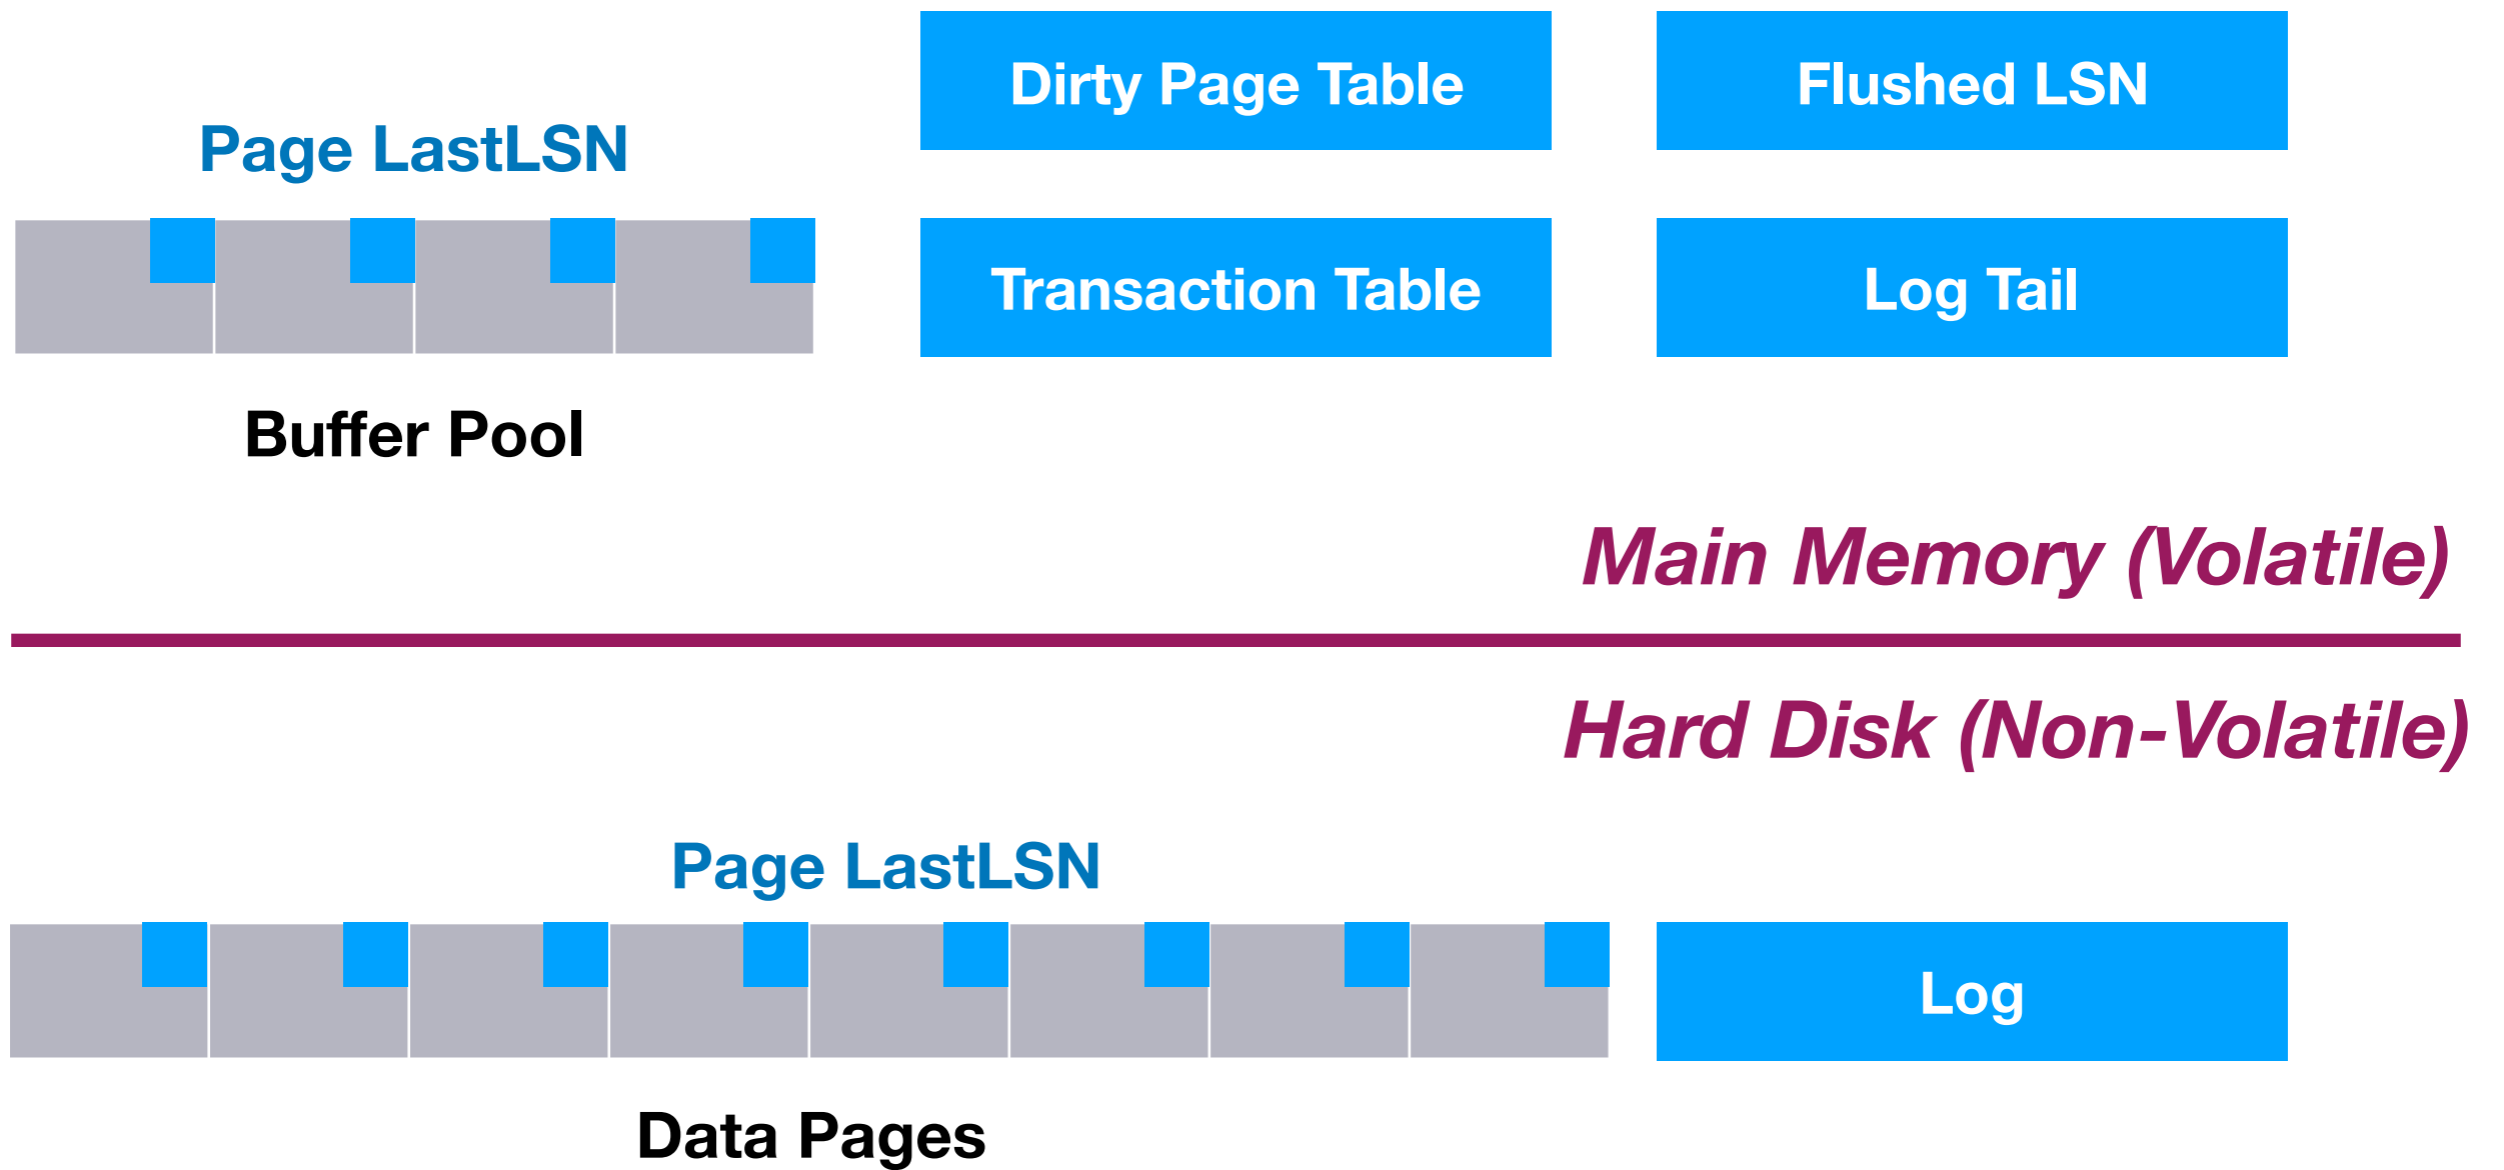 Dirty Page Table
Flushed LSN
Page LastLSN
Transaction Table
Log Tail
Buffer Pool
Main Memory (Volatile)
Hard Disk (Non-Volatile)
Page LastLSN
Log
Data Pages